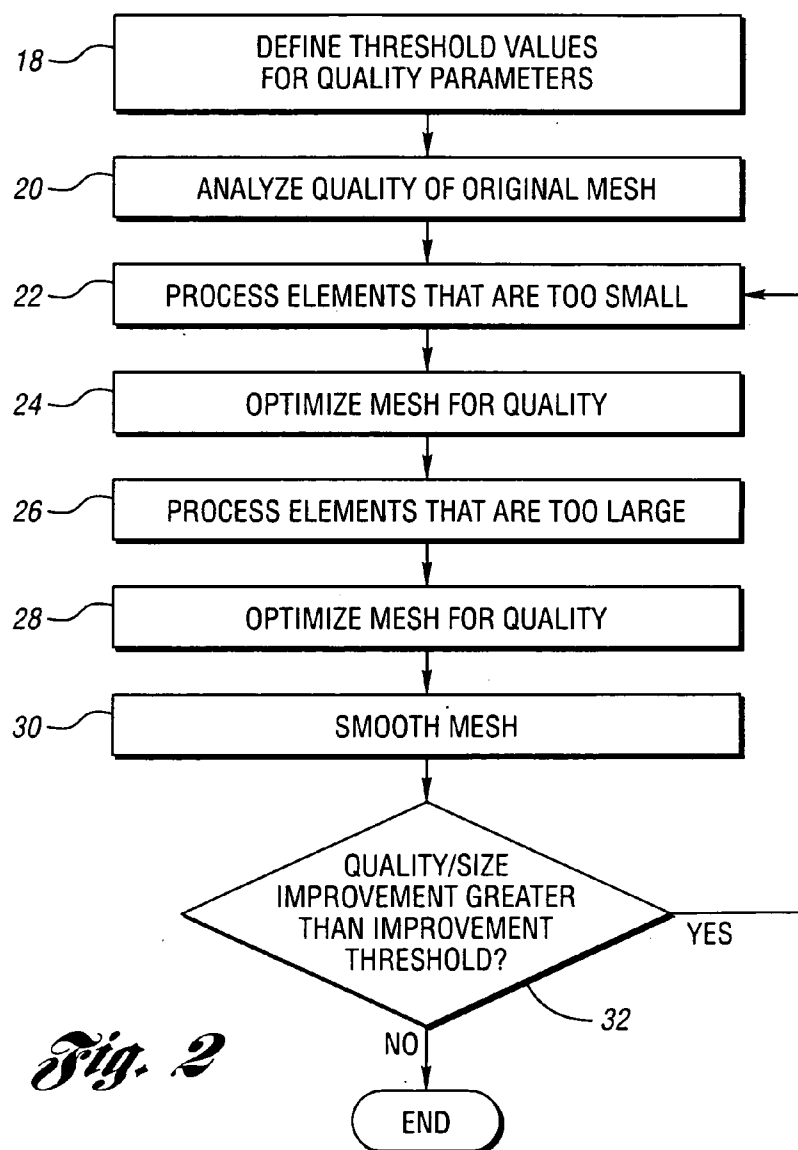 18
DEFINE THRESHOLD VALUES
FOR QUALITY PARAMETERS
20
ANALYZE QUALITY OF ORIGINAL MESH
22
PROCESS ELEMENTS THAT ARE TOO SMALL
24
OPTIMIZE MESH FOR QUALITY
26
PROCESS ELEMENTS THAT ARE TOO LARGE
28
OPTIMIZE MESH FOR QUALITY
30
SMOOTH MESH
QUALITY/SIZE
IMPROVEMENT GREATER
THAN IMPROVEMENT
THRESHOLD?
YES
32
NO
Fig. 2
END